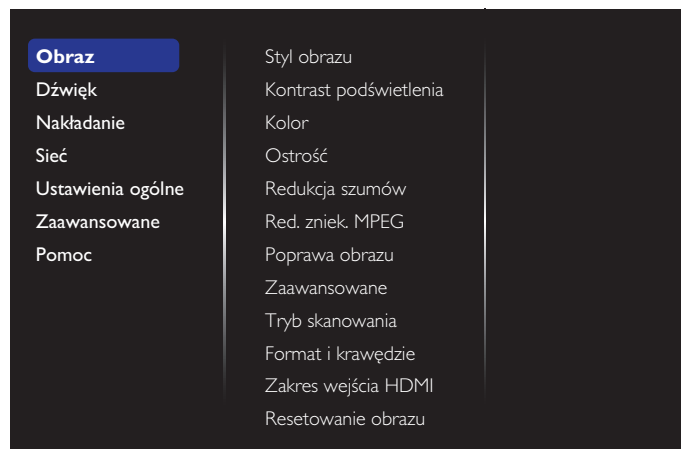 Obraz
Dźwięk
Nakładanie
Sieć
Ustawienia ogólne
Zaawansowane
Pomoc
Styl obrazu
Kontrast podświetlenia
Kolor
Ostrość
Redukcja szumów
Red. zniek. MPEG
Poprawa obrazu
Zaawansowane
Tryb skanowania
Format i krawędzie
Zakres wejścia HDMI
Resetowanie obrazu